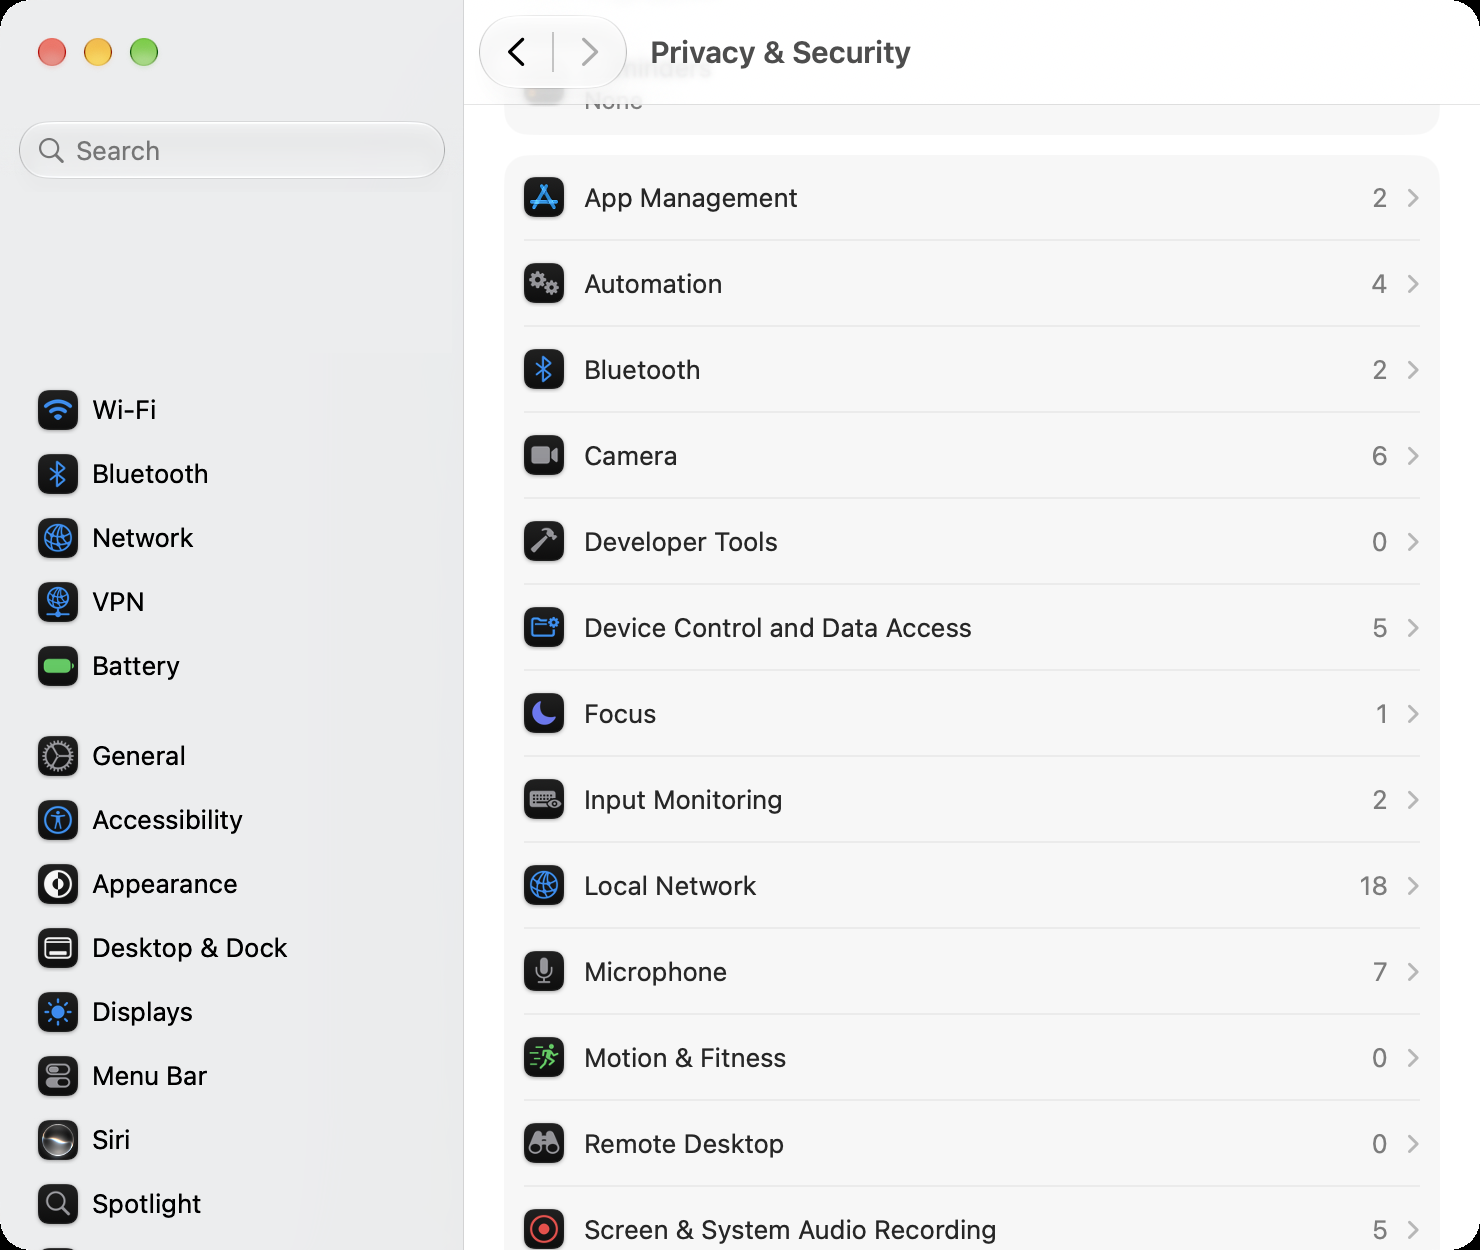 Privacy & Security
Search
Wi-Fi
Bluetooth
Network
VPN
Battery
General
Accessibility
Appearance
Desktop & Dock
Displays
Menu Bar
Siri
Spotlight
None
App Management 2
Automation 4
Bluetooth 2
Camera 6
Developer Tools 0
Device Control and Data Access 5
Focus 1
Input Monitoring 2
Local Network 18
Microphone 7
Motion & Fitness 0
Remote Desktop 0
Screen & System Audio Recording 5